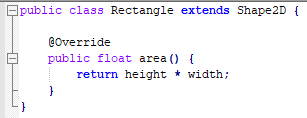 public class Rectangle extends Shape2D {
@Override
public float area() {
return height * width;
}
}